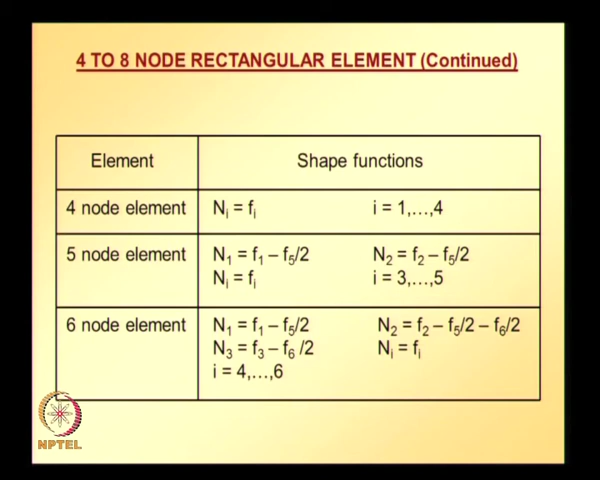 4 TO 8 NODE RECTANGULAR ELEMENT (Continued)
Element Shape functions
4 node element Nᵢ = fᵢ i = 1,…,4
5 node element N₁ = f₁ – f₅/2 N₂ = f₂ – f₅/2
Nᵢ = fᵢ i = 3,…,5
6 node element N₁ = f₁ – f₅/2 N₂ = f₂ – f₅/2 – f₆/2
N₃ = f₃ – f₆ /2 Nᵢ = fᵢ
i = 4,…,6
NPTEL